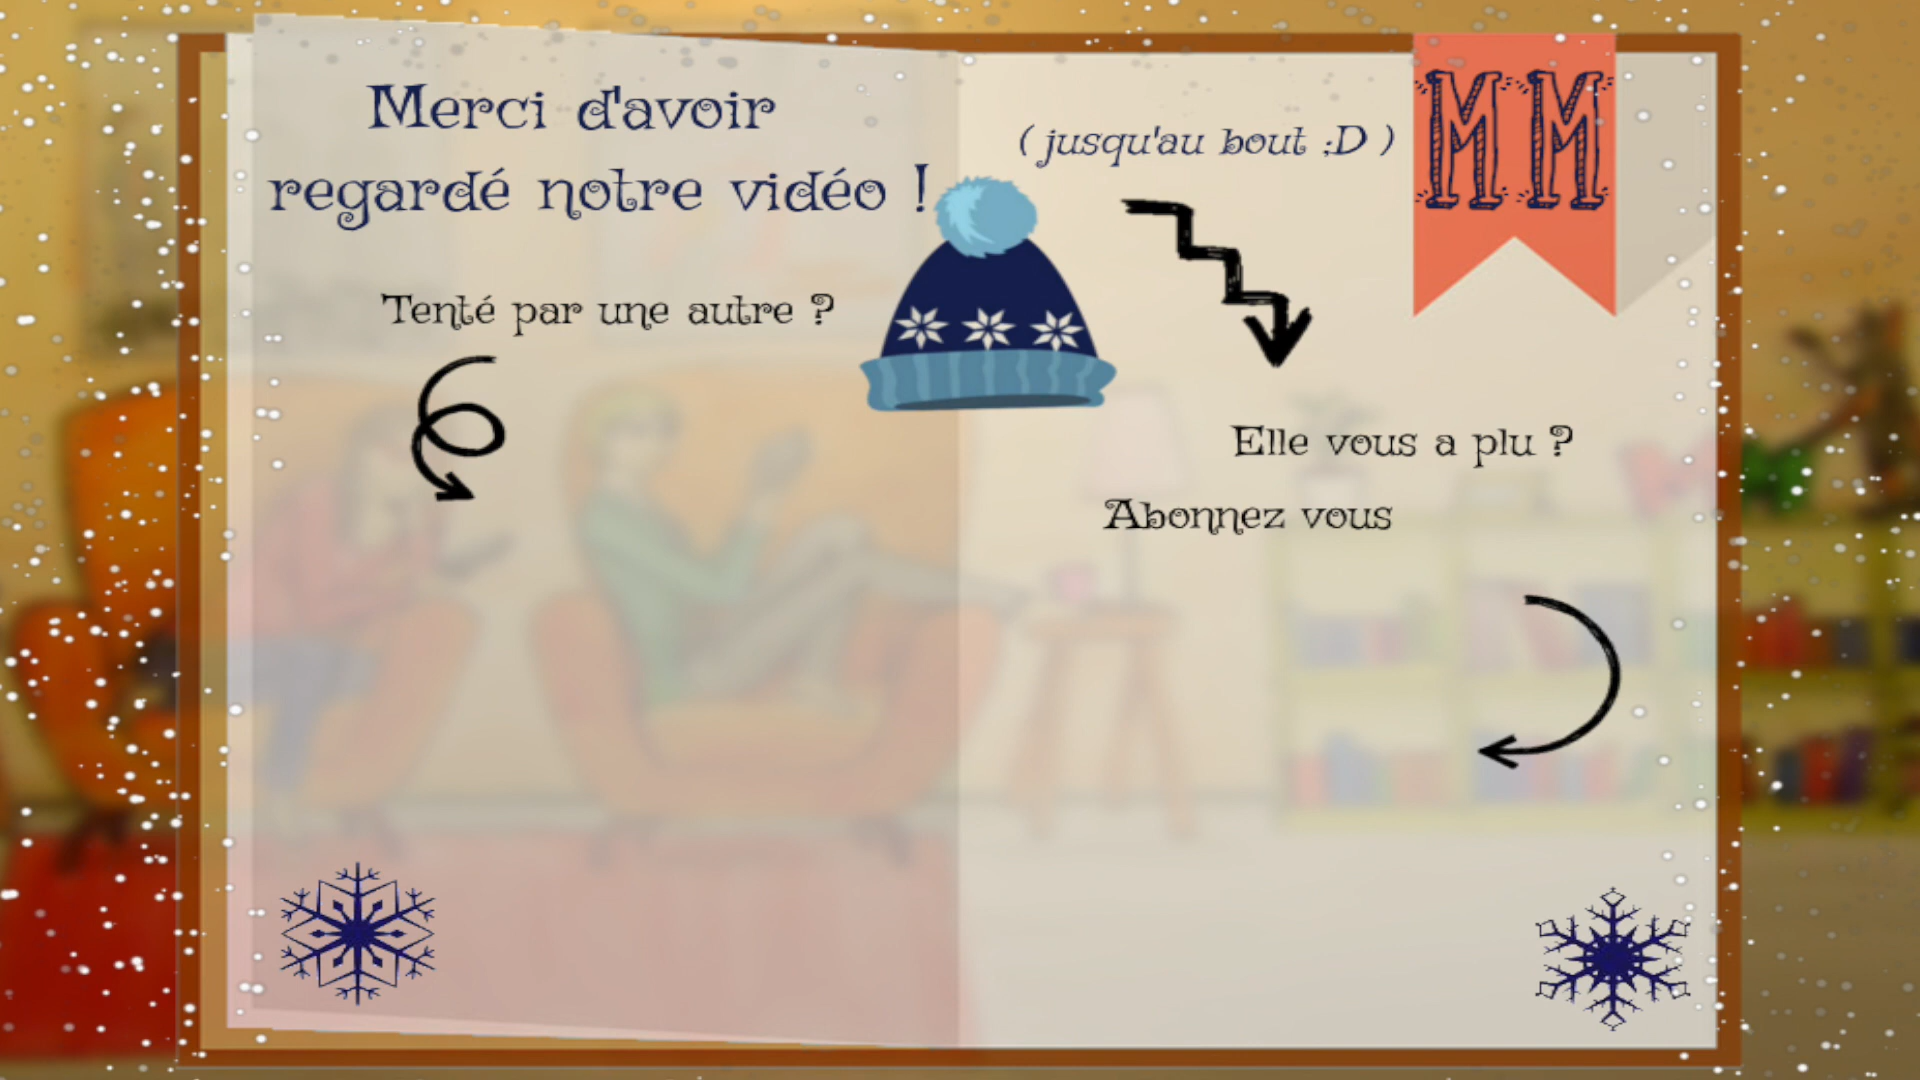 Merci d'avoir
regardé notre vidéo !
( jusqu'au bout ;D )
MM
Tenté par une autre ?
Elle vous a plu ?
Abonnez vous